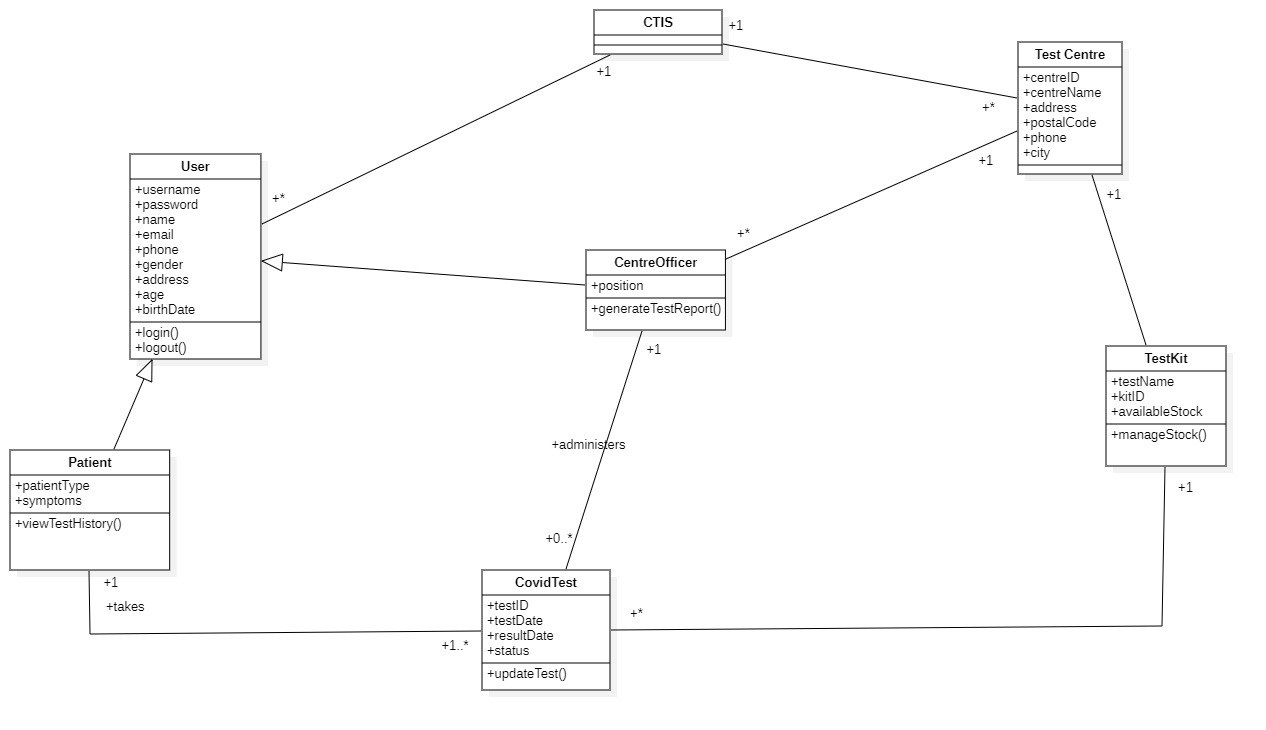 CTIS
+1
+1
Test Centre
+centreID
+centreName
+address
+postalCode
+phone
+city
+*
+1
+1
User
+username
+password
+name
+email
+phone
+gender
+address
+age
+birthDate
+login()
+logout()
+*
+*
CentreOfficer
+position
+generateTestReport()
+1
TestKit
+testName
+kitID
+availableStock
+manageStock()
+1
+administers
Patient
+patientType
+symptoms
+viewTestHistory()
+1
+takes
+0..*
CovidTest
+testID
+testDate
+resultDate
+status
+updateTest()
+*
+1..*